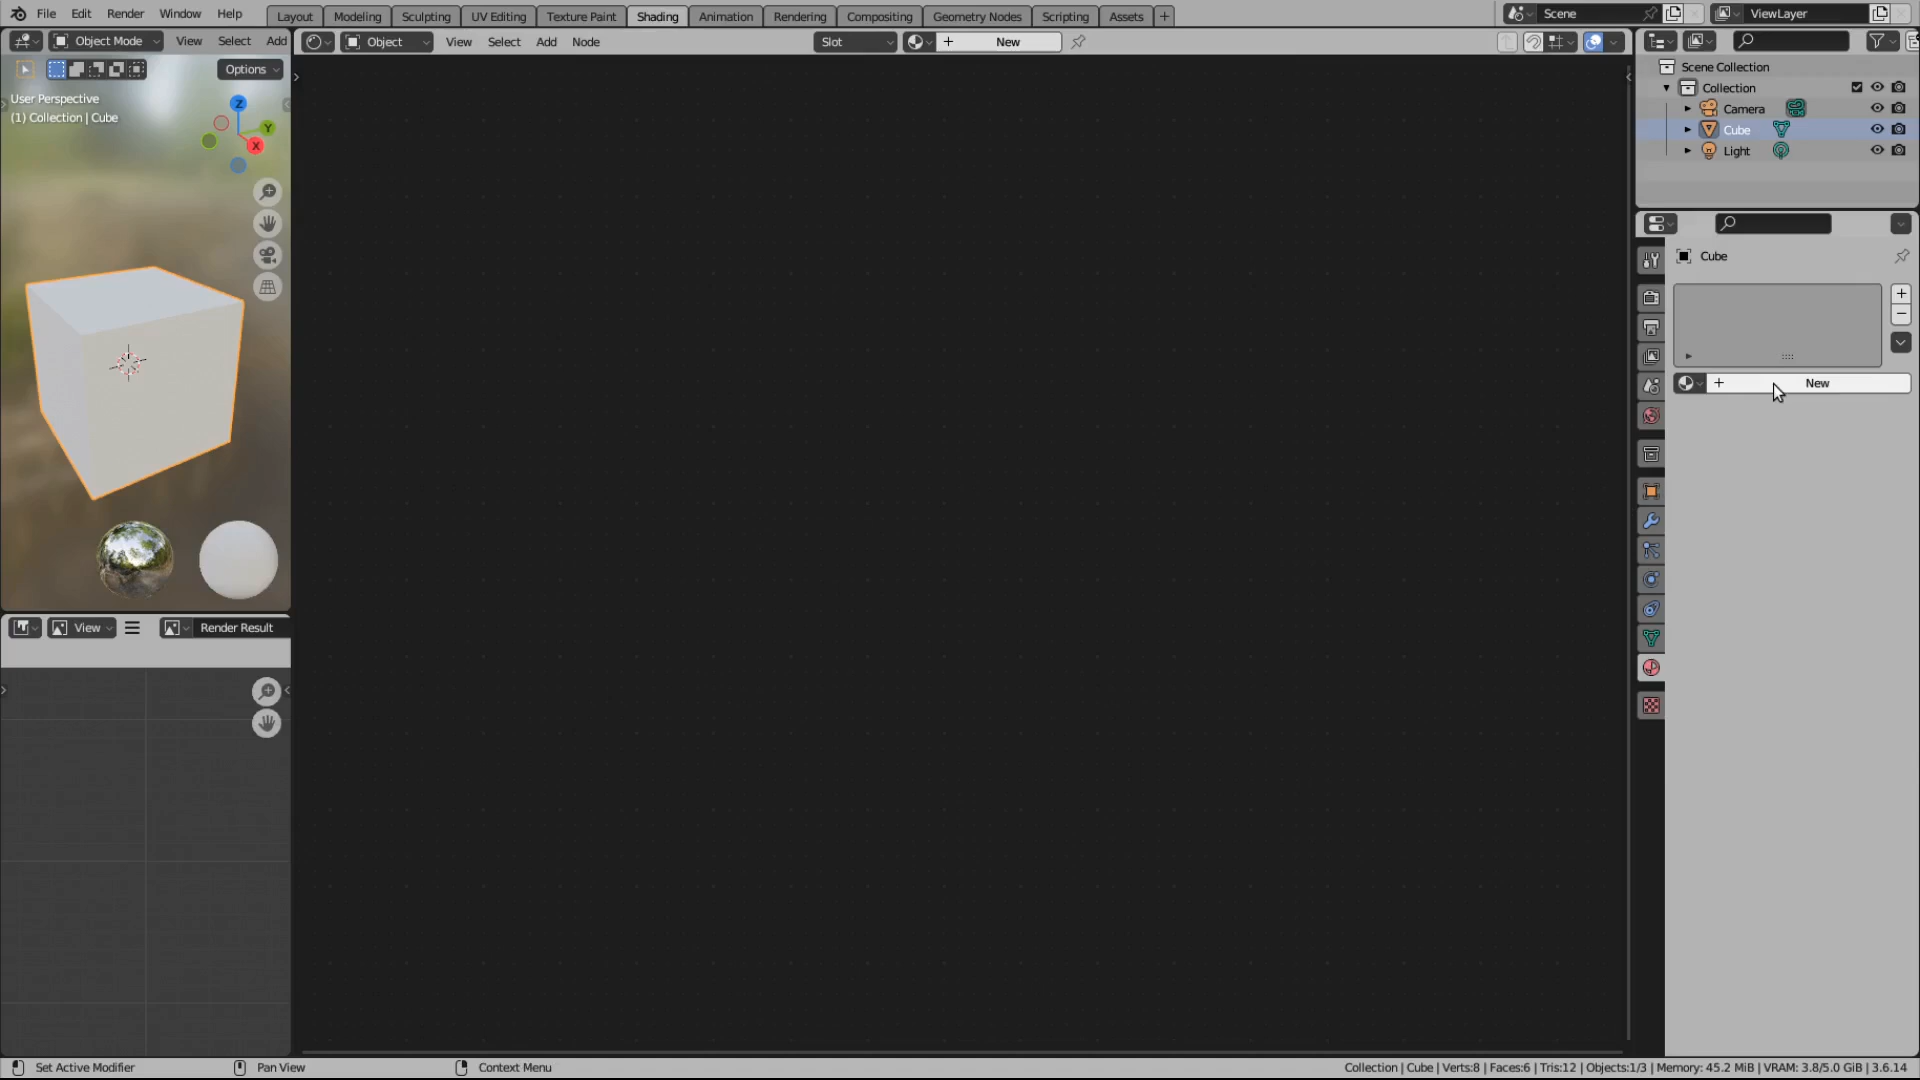 File Edit Render Window Help Layout Modeling Sculpting UV Editing Texture Paint Shading Animation Rendering Compositing Geometry Nodes Scripting Assets + Scene ViewLayer
Object Mode View Select Add Object View Select Add Node Slot + New
Options
User Perspective
(1) Collection | Cube
Z
Y
X
Scene Collection
Collection
Camera
Cube
Light
Cube
+
−
+ New
View Render Result
Set Active Modifier Pan View Context Menu Collection | Cube | Verts:8 | Faces:6 | Tris:12 | Objects:1/3 | Memory: 45.2 MiB | VRAM: 3.8/5.0 GiB | 3.6.14